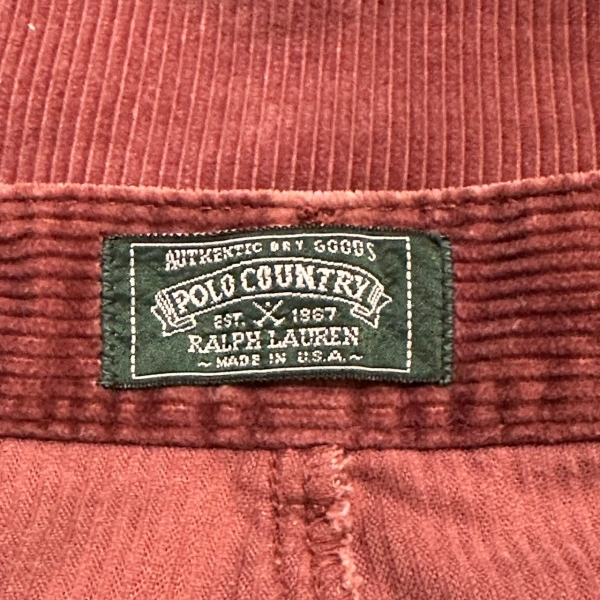 AUTHENTIC DRY GOODS
POLO COUNTRY
EST. 1967
RALPH LAUREN
~ MADE IN U.S.A. ~